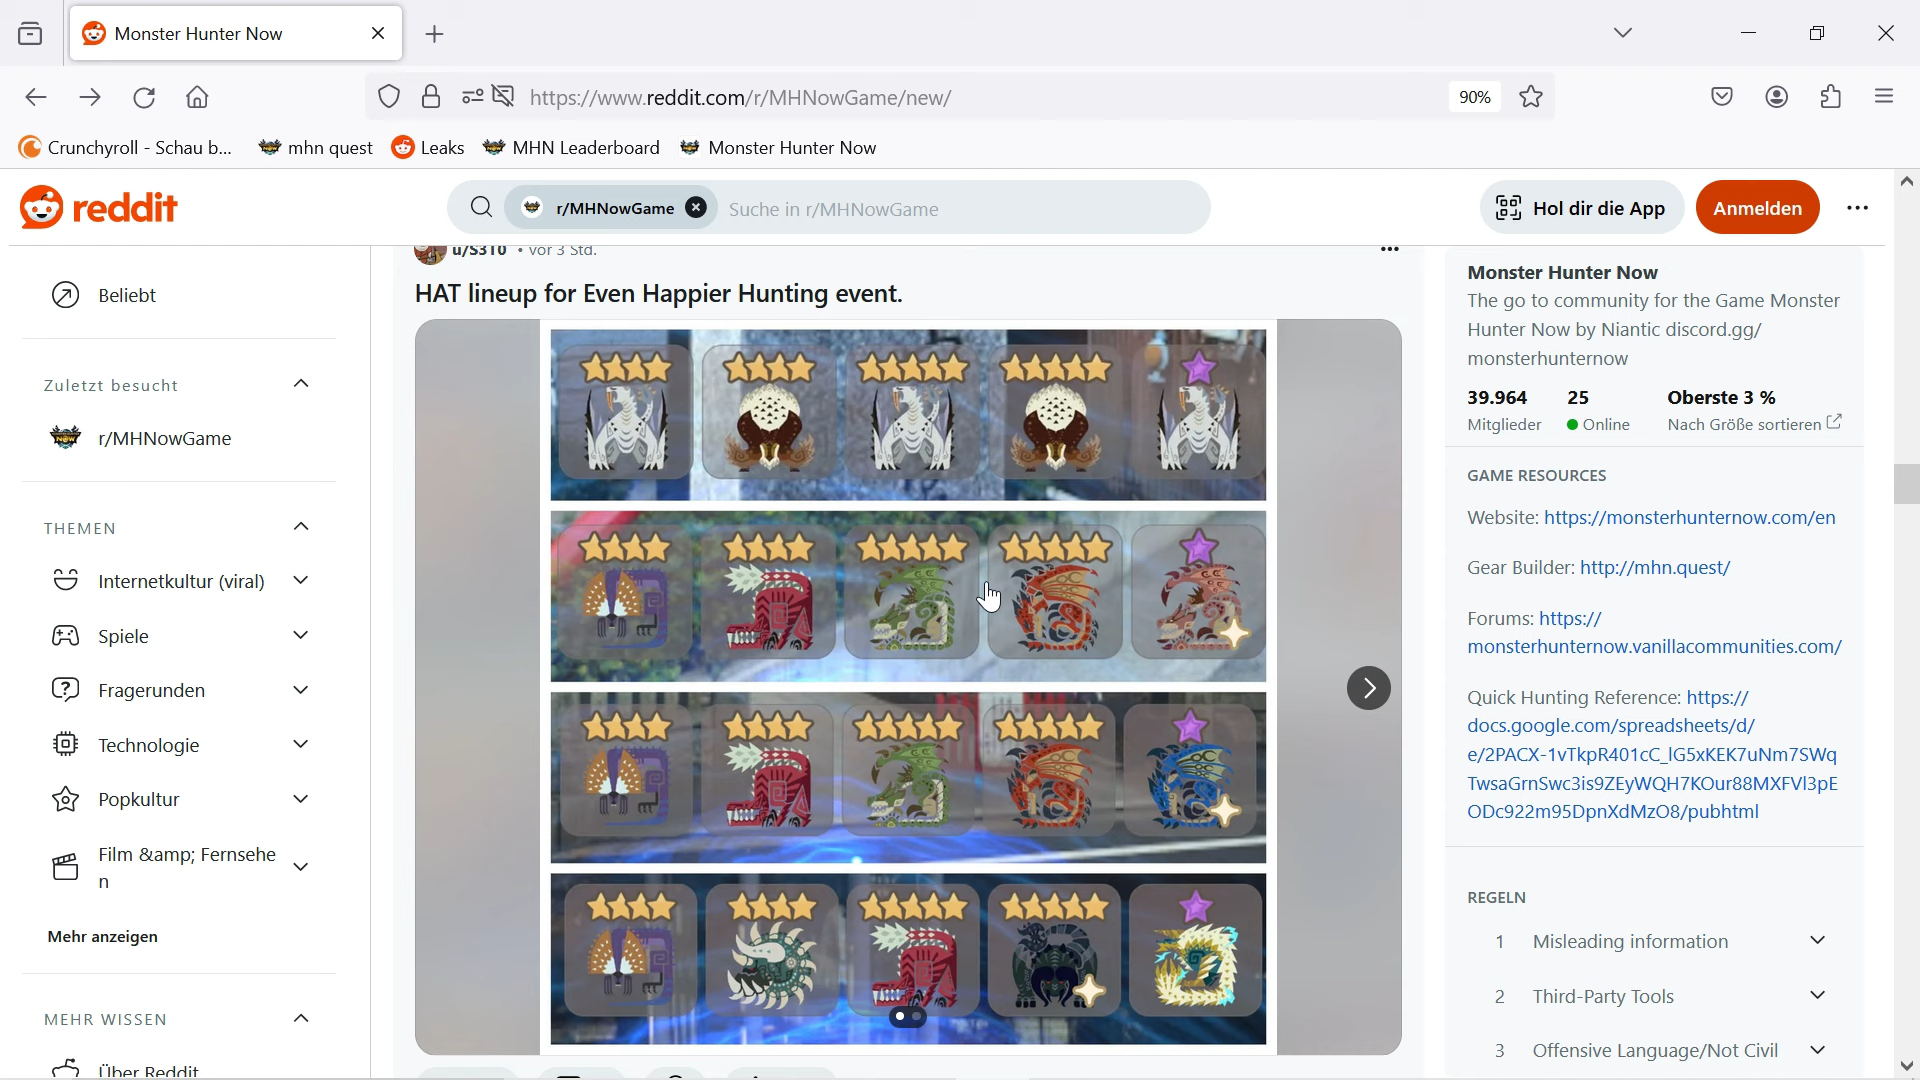 Monster Hunter Now
https://www.reddit.com/r/MHNowGame/new/
90%
Crunchyroll - Schau b...
mhn quest
Leaks
MHN Leaderboard
Monster Hunter Now
reddit
r/MHNowGame
Suche in r/MHNowGame
Hol dir die App
Anmelden
Beliebt
Zuletzt besucht
r/MHNowGame
THEMEN
Internetkultur (viral)
Spiele
Fragerunden
Technologie
Popkultur
Film &amp; Fernsehe
n
Mehr anzeigen
MEHR WISSEN
Über Reddit
u/S3T0 • vor 3 Std.
HAT lineup for Even Happier Hunting event.
Monster Hunter Now
The go to community for the Game Monster
Hunter Now by Niantic discord.gg/
monsterhunternow
39.964 25 Oberste 3 %
Mitglieder Online Nach Größe sortieren
GAME RESOURCES
Website: https://monsterhunternow.com/en
Gear Builder: http://mhn.quest/
Forums: https://
monsterhunternow.vanillacommunities.com/
Quick Hunting Reference: https://
docs.google.com/spreadsheets/d/
e/2PACX-1vTkpR401cC_lG5xKEK7uNm7SWq
TwsaGrnSwc3is9ZEyWQH7KOur88MXFVl3pE
ODc922m95DpnXdMzO8/pubhtml
REGELN
1 Misleading information
2 Third-Party Tools
3 Offensive Language/Not Civil